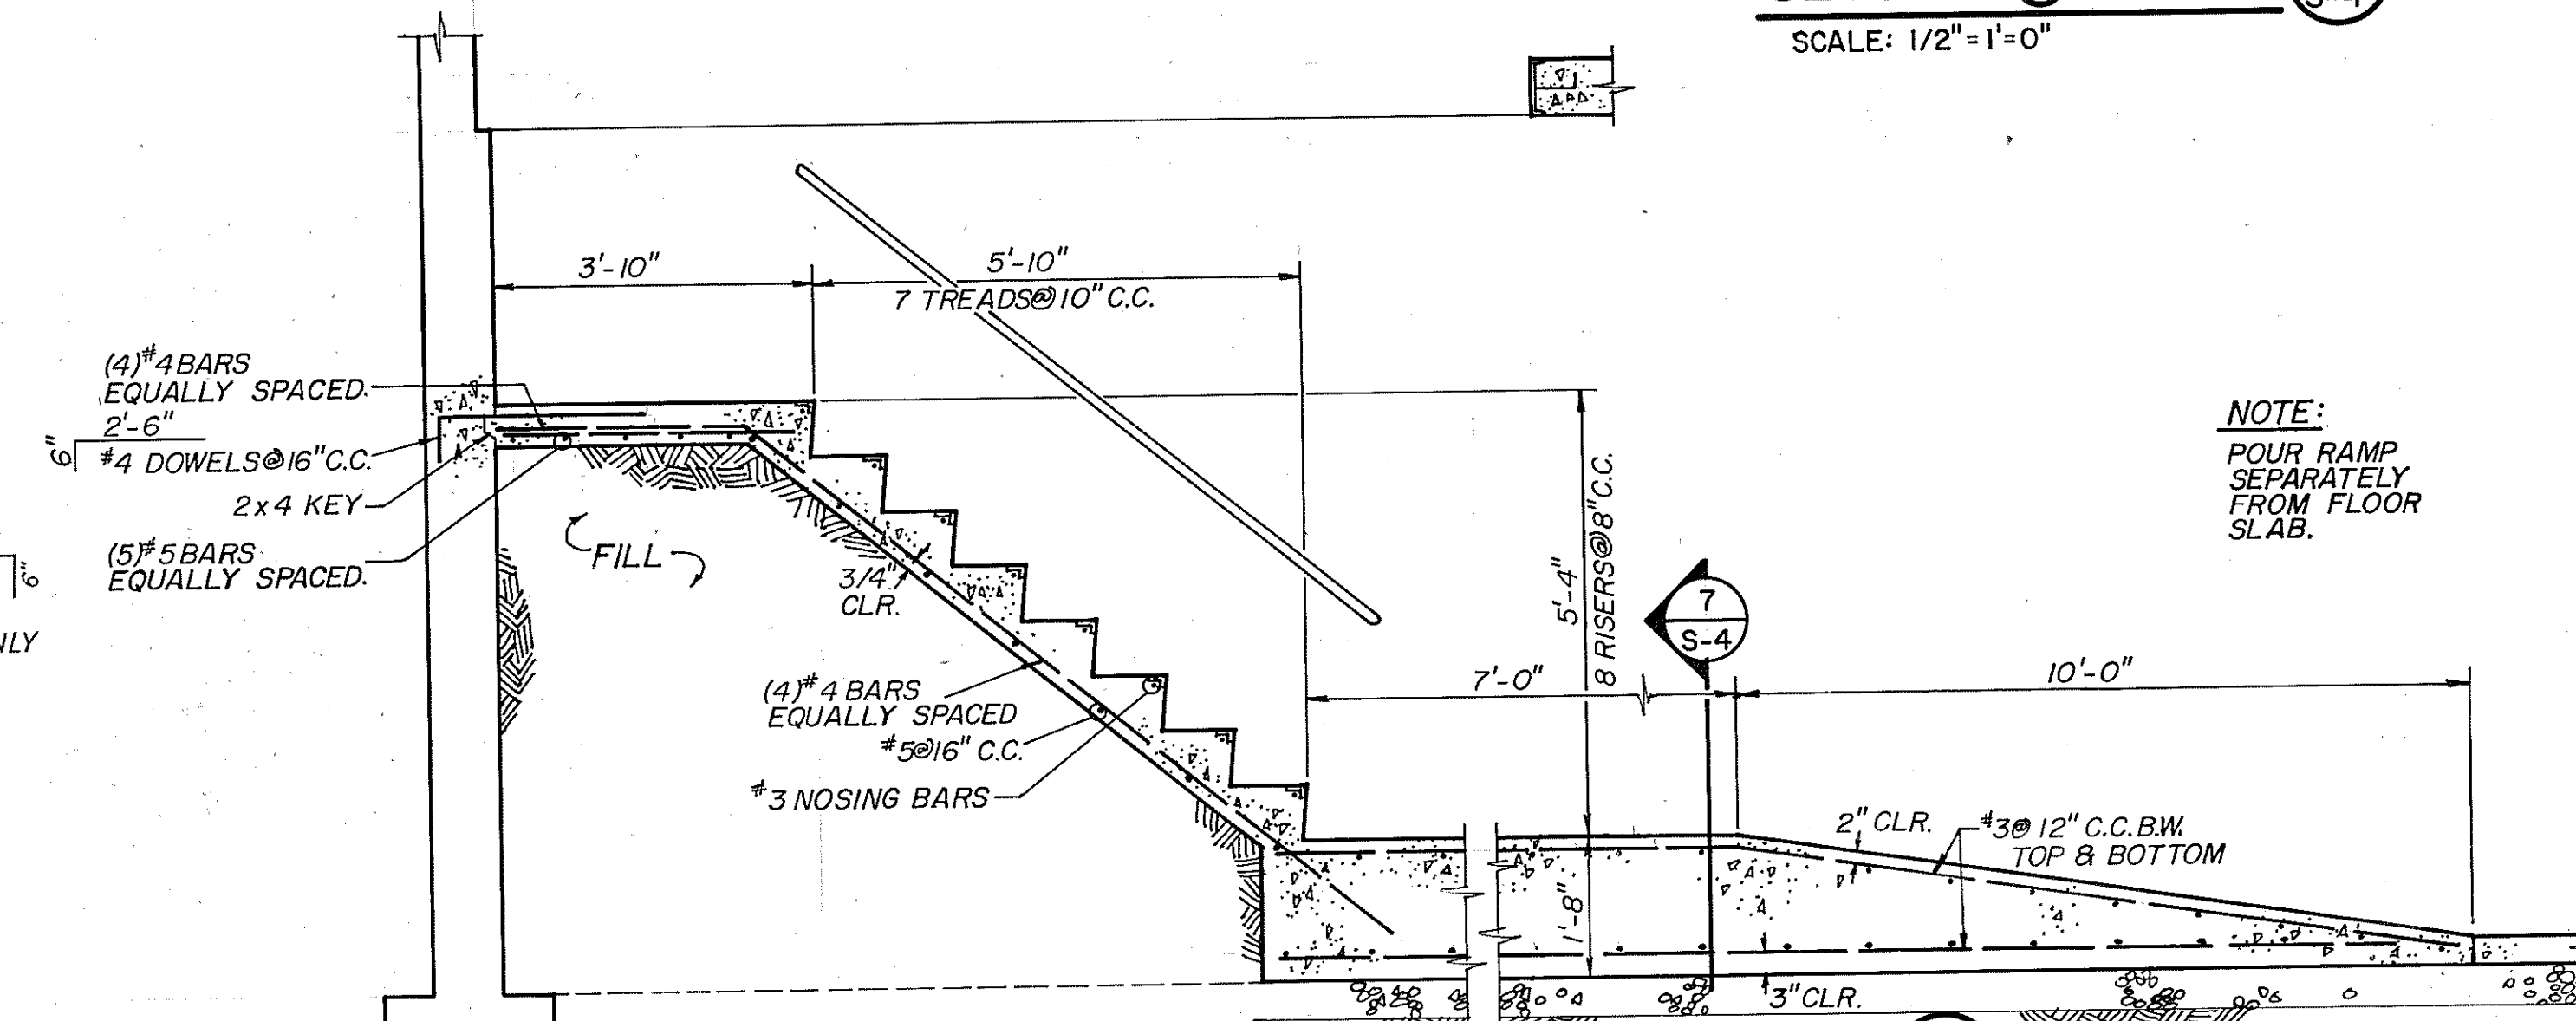 SCALE: 1/2"=1'=0"
3'-10"
5'-10"
7 TREADS@10" C.C.
(4)#4 BARS
EQUALLY SPACED.
2'-6"
6"
#4 DOWELS@16"C.C.
2x4 KEY
(5)#5 BARS
EQUALLY SPACED.
6"
FILL
3/4"
CLR.
(4)#4 BARS
EQUALLY SPACED
#5@16" C.C.
#3 NOSING BARS
5'-4"
8 RISERS@8"C.C.
1'-8"
7
S-4
7'-0"
10'-0"
NOTE:
POUR RAMP
SEPARATELY
FROM FLOOR
SLAB.
2" CLR.
#3@ 12" C.C. B.W.
TOP & BOTTOM
3" CLR.